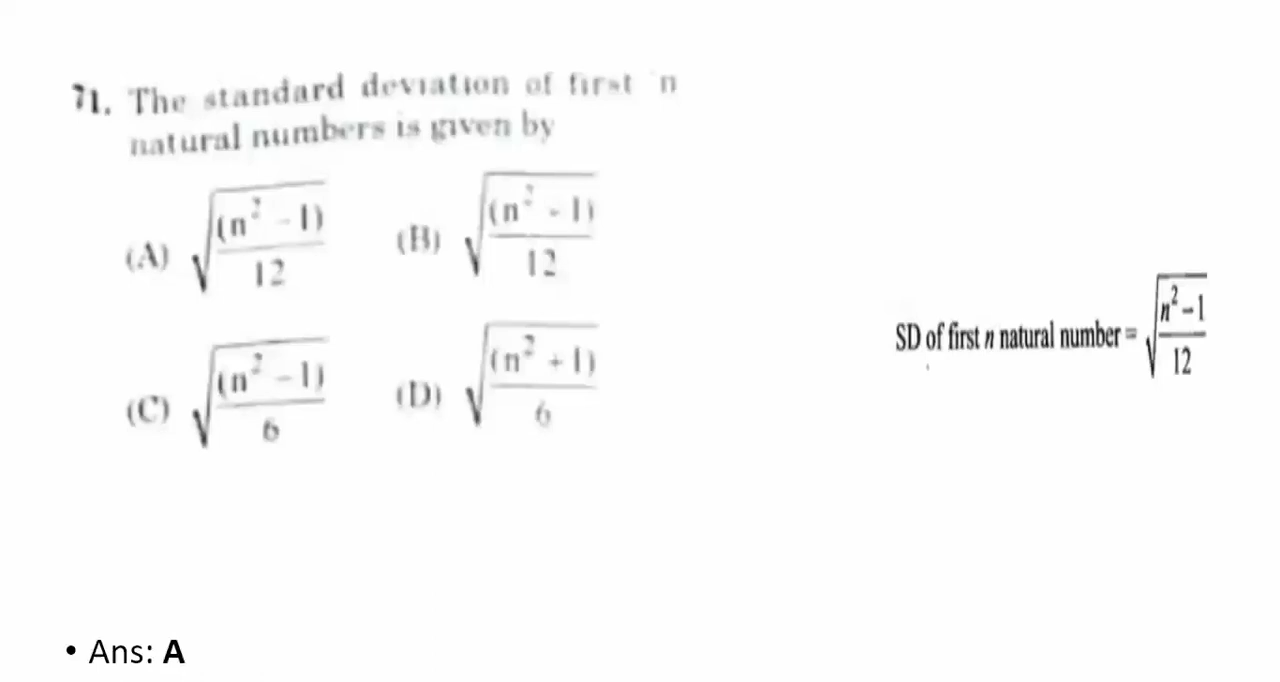 71. The standard deviation of first 'n
natural numbers is given by
(A) √((n² - 1)/12) (B) √((n² - 1)/12)
(C) √((n² - 1)/6) (D) √((n² + 1)/6)
SD of first n natural number = √((n² - 1)/12)
• Ans: A